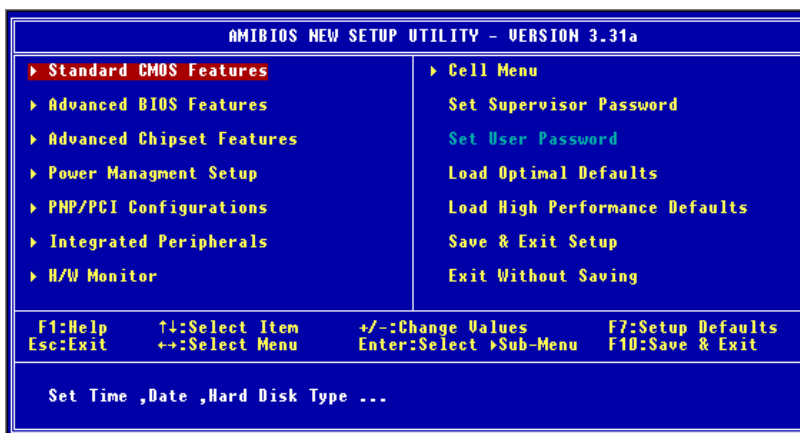 AMIBIOS NEW SETUP UTILITY - VERSION 3.31a
▸ Standard CMOS Features
▸ Advanced BIOS Features
▸ Advanced Chipset Features
▸ Power Managment Setup
▸ PNP/PCI Configurations
▸ Integrated Peripherals
▸ H/W Monitor
▸ Cell Menu
Set Supervisor Password
Set User Password
Load Optimal Defaults
Load High Performance Defaults
Save & Exit Setup
Exit Without Saving
F1:Help ↑↓:Select Item +/-:Change Values F7:Setup Defaults
Esc:Exit ←→:Select Menu Enter:Select ▸Sub-Menu F10:Save & Exit
Set Time ,Date ,Hard Disk Type ...